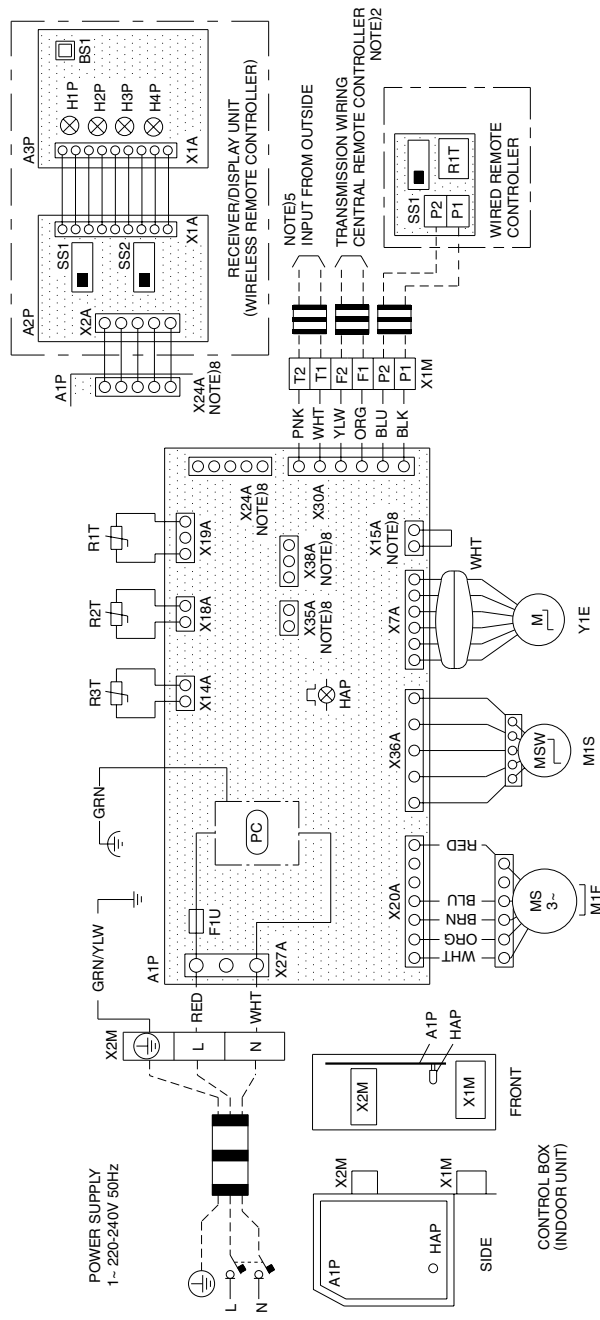 POWER SUPPLY
1~ 220-240V 50Hz
L
N
X2M
L
N
GRN/YLW
GRN
RED
WHT
A1P
X27A
F1U
PC
R3T
X14A
R2T
X18A
R1T
X19A
HAP
X35A
NOTE)8
X38A
NOTE)8
X24A
NOTE)8
X30A
X20A
X36A
X7A
X15A
NOTE)8
WHT
ORG
BRN
BLU
RED
MS
3~
M1F
MSW
M1S
WHT
M
Y1E
PNK
WHT
YLW
ORG
BLU
BLK
T2
T1
F2
F1
P2
P1
X1M
NOTE)5
INPUT FROM OUTSIDE
TRANSMISSION WIRING
CENTRAL REMOTE CONTROLLER
NOTE)2
SS1
P2
P1
R1T
WIRED REMOTE
CONTROLLER
A1P
X24A
NOTE)8
A2P
X2A
SS1
SS2
X1A
A3P
BS1
H1P
H2P
H3P
H4P
X1A
RECEIVER/DISPLAY UNIT
(WIRELESS REMOTE CONTROLLER)
A1P
HAP
X2M
X1M
SIDE
X2M
X1M
A1P
HAP
FRONT
CONTROL BOX
(INDOOR UNIT)